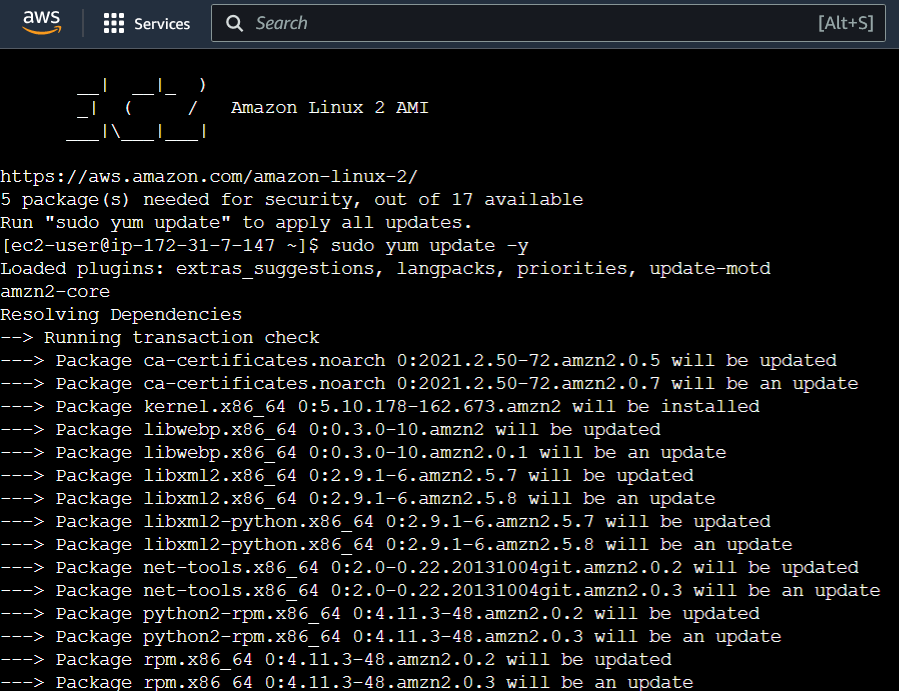 aws Services Search [Alt+S]
__|  __|_  )
_|  (     /   Amazon Linux 2 AMI
___|\___|___|
https://aws.amazon.com/amazon-linux-2/
5 package(s) needed for security, out of 17 available
Run "sudo yum update" to apply all updates.
[ec2-user@ip-172-31-7-147 ~]$ sudo yum update -y
Loaded plugins: extras_suggestions, langpacks, priorities, update-motd
amzn2-core
Resolving Dependencies
--> Running transaction check
---> Package ca-certificates.noarch 0:2021.2.50-72.amzn2.0.5 will be updated
---> Package ca-certificates.noarch 0:2021.2.50-72.amzn2.0.7 will be an update
---> Package kernel.x86_64 0:5.10.178-162.673.amzn2 will be installed
---> Package libwebp.x86_64 0:0.3.0-10.amzn2 will be updated
---> Package libwebp.x86_64 0:0.3.0-10.amzn2.0.1 will be an update
---> Package libxml2.x86_64 0:2.9.1-6.amzn2.5.7 will be updated
---> Package libxml2.x86_64 0:2.9.1-6.amzn2.5.8 will be an update
---> Package libxml2-python.x86_64 0:2.9.1-6.amzn2.5.7 will be updated
---> Package libxml2-python.x86_64 0:2.9.1-6.amzn2.5.8 will be an update
---> Package net-tools.x86_64 0:2.0-0.22.20131004git.amzn2.0.2 will be updated
---> Package net-tools.x86_64 0:2.0-0.22.20131004git.amzn2.0.3 will be an update
---> Package python2-rpm.x86_64 0:4.11.3-48.amzn2.0.2 will be updated
---> Package python2-rpm.x86_64 0:4.11.3-48.amzn2.0.3 will be an update
---> Package rpm.x86_64 0:4.11.3-48.amzn2.0.2 will be updated
---> Package rpm.x86_64 0:4.11.3-48.amzn2.0.3 will be an update